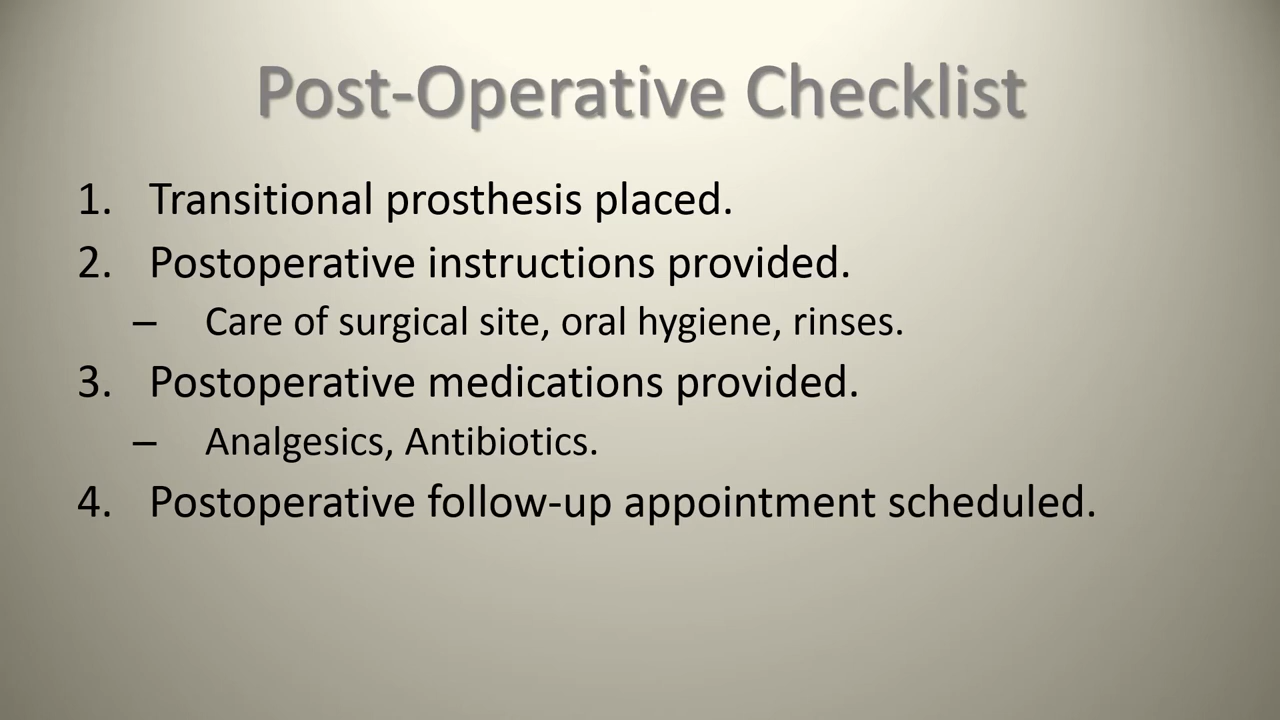 Post-Operative Checklist
1. Transitional prosthesis placed.
2. Postoperative instructions provided.
– Care of surgical site, oral hygiene, rinses.
3. Postoperative medications provided.
– Analgesics, Antibiotics.
4. Postoperative follow-up appointment scheduled.